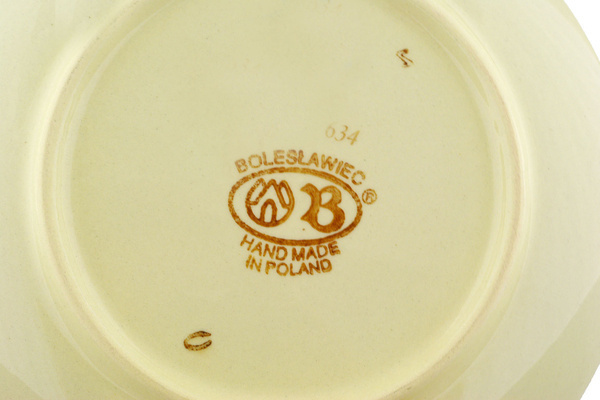 634
BOLESŁAWIEC ®
B
HAND MADE
IN POLAND